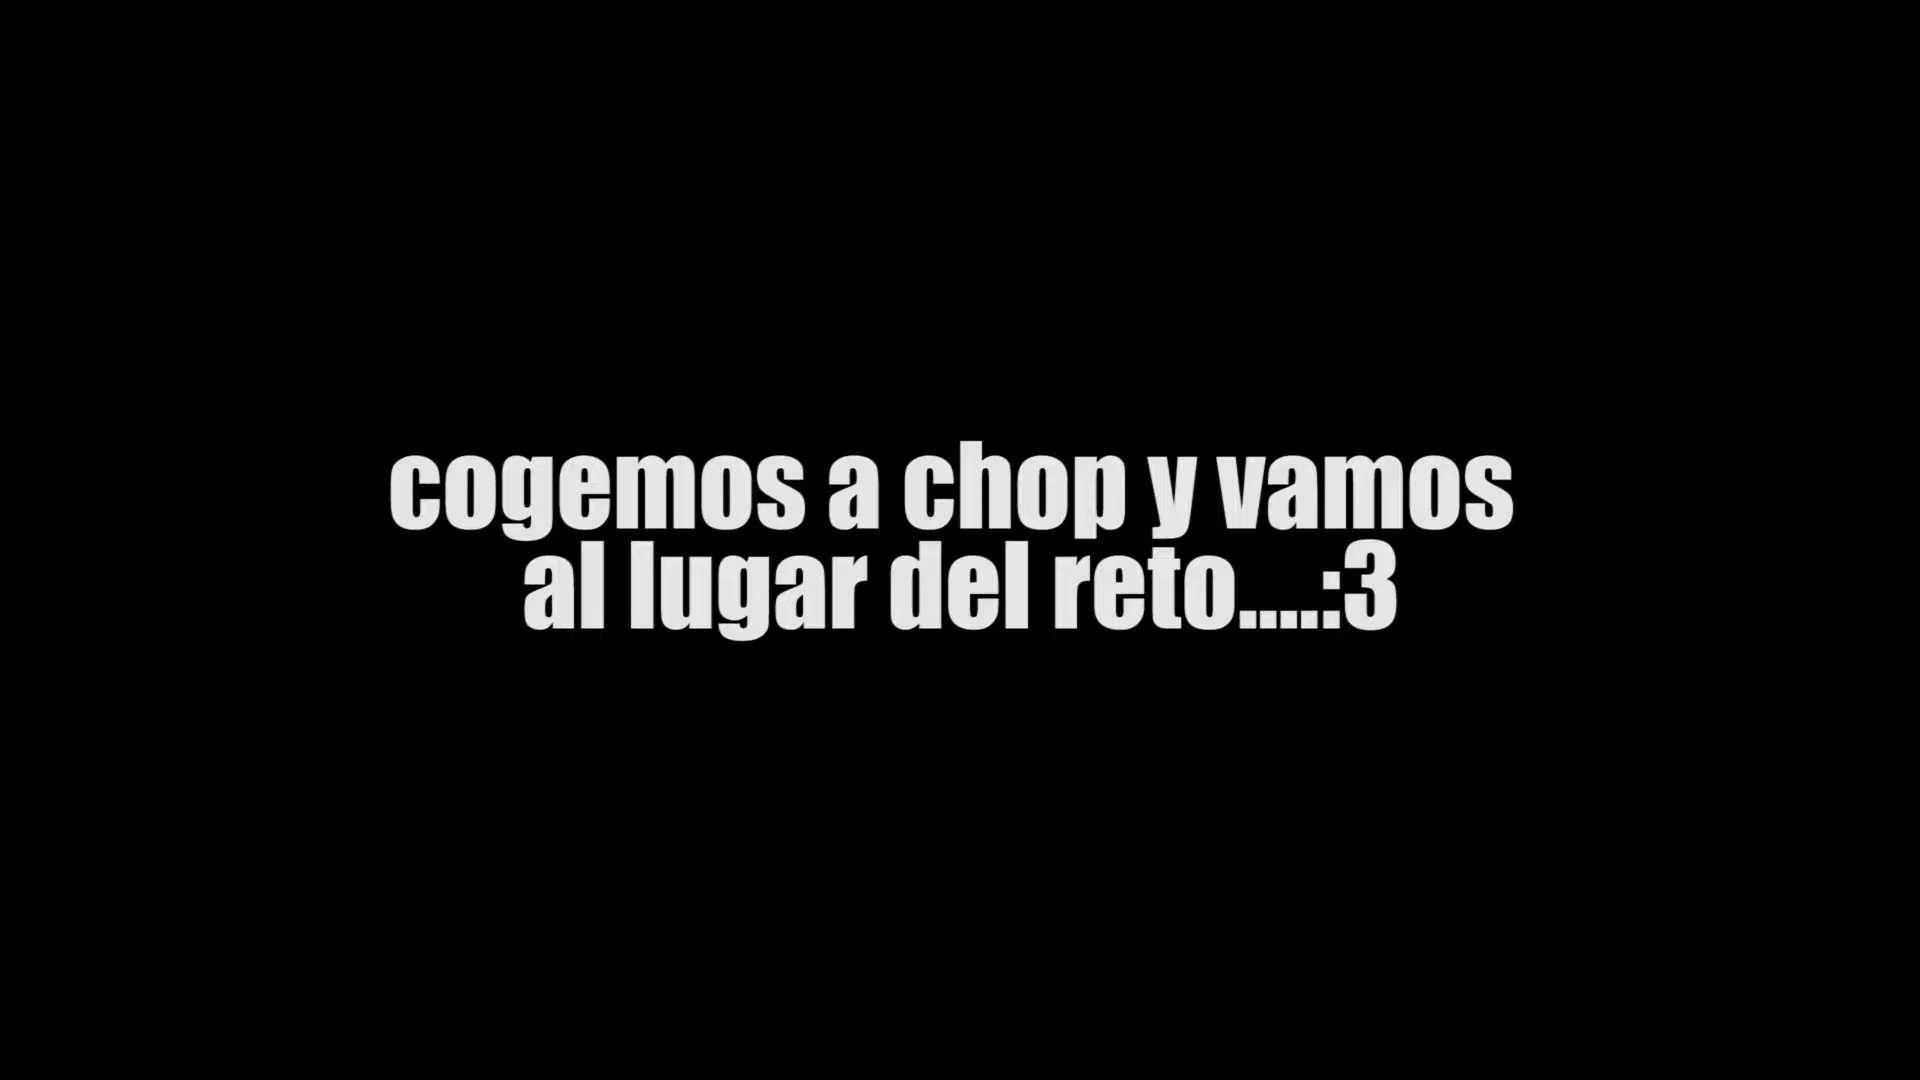 cogemos a chop y vamos
al lugar del reto....:3